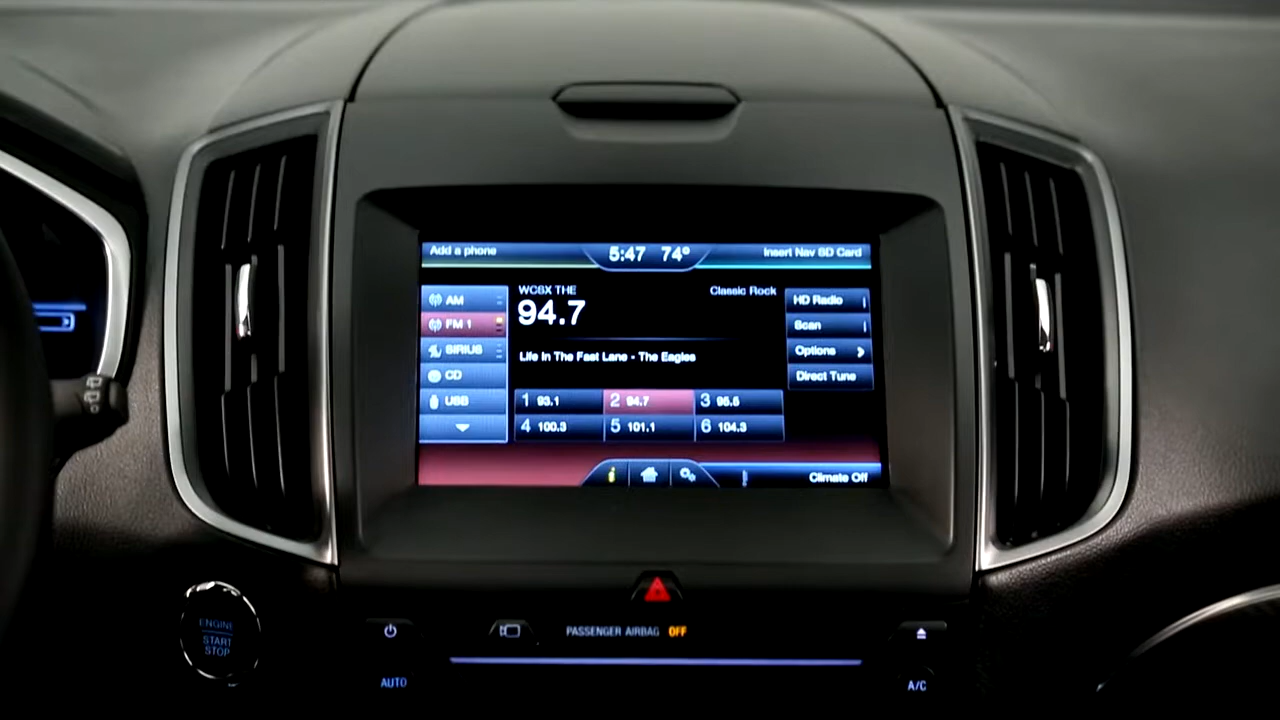 Add a phone
5:47 74°
Insert Nav SD Card
AM
FM 1
SIRIUS
CD
USB
WCSX THE
94.7
Classic Rock
Life In The Fast Lane - The Eagles
1 93.1
2 94.7
3 95.5
4 100.3
5 101.1
6 104.3
HD Radio
Scan
Options
Direct Tune
i
Climate Off
ENGINE
START
STOP
PASSENGER AIRBAG OFF
AUTO
A/C